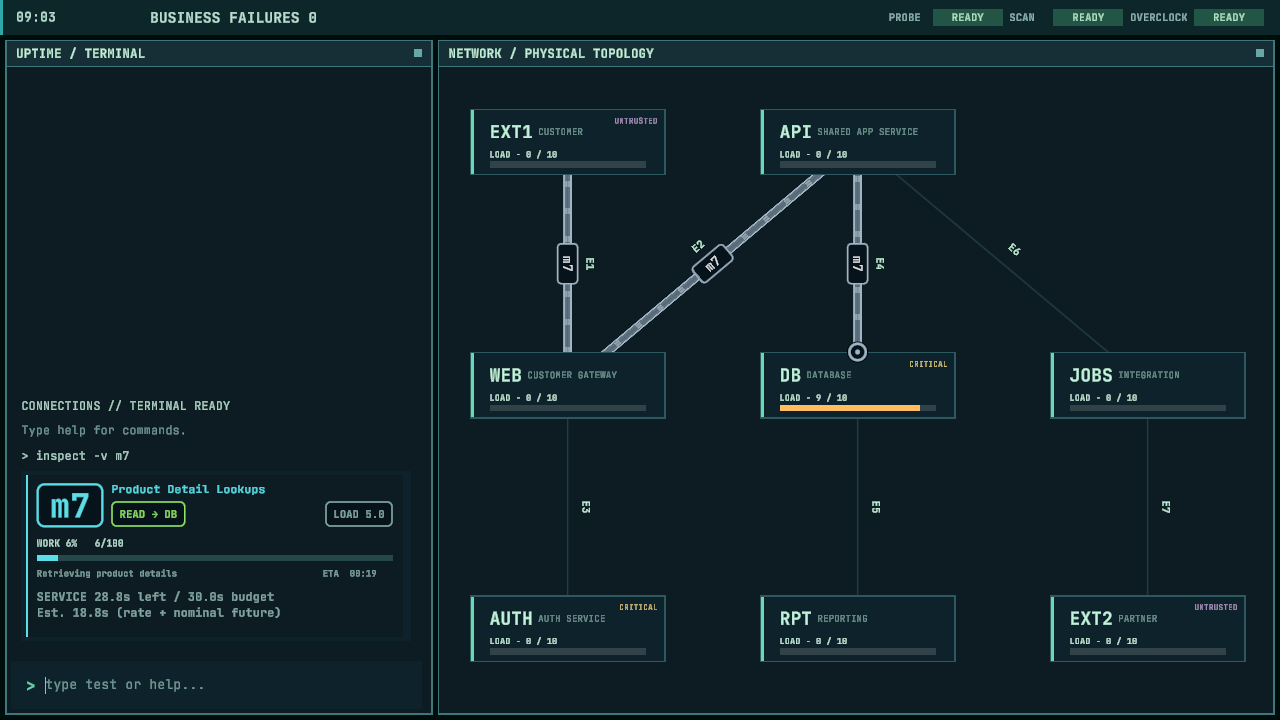 09:03 BUSINESS FAILURES 0 PROBE READY SCAN READY OVERCLOCK READY
UPTIME / TERMINAL
CONNECTIONS // TERMINAL READY
Type help for commands.
> inspect -v m7
m7 Product Detail Lookups
READ → DB LOAD 5.0
WORK 6% 6/100
Retrieving product details ETA 00:19
SERVICE 28.8s left / 30.0s budget
Est. 18.8s (rate + nominal future)
> type test or help...
NETWORK / PHYSICAL TOPOLOGY
UNTRUSTED
EXT1 CUSTOMER
LOAD - 0 / 10
API SHARED APP SERVICE
LOAD - 0 / 10
m7 E1
E2
m7
m7 E4
E6
WEB CUSTOMER GATEWAY
LOAD - 0 / 10
CRITICAL
DB DATABASE
LOAD - 9 / 10
JOBS INTEGRATION
LOAD - 0 / 10
E3
E5
E7
CRITICAL
AUTH AUTH SERVICE
LOAD - 0 / 10
RPT REPORTING
LOAD - 0 / 10
UNTRUSTED
EXT2 PARTNER
LOAD - 0 / 10